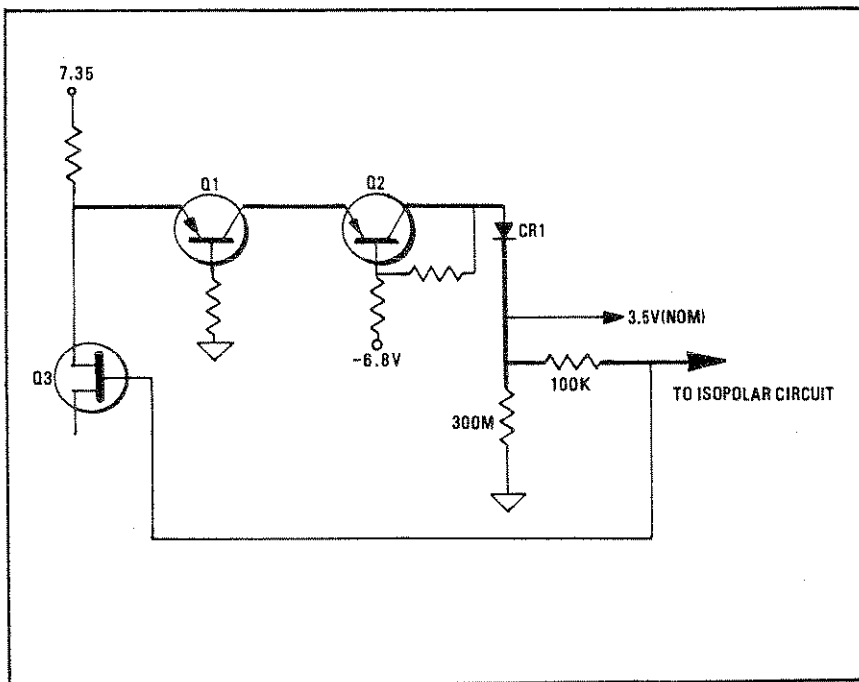 7.35
Q1
Q2
CR1
3.5V(NOM)
-6.8V
Q3
100K
TO ISOPOLAR CIRCUIT
300M